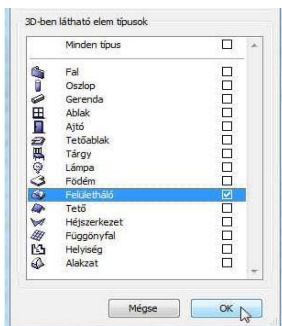 3D-ben látható elem típusok
Minden típus
Fal
Oszlop
Gerenda
Ablak
Ajtó
Tetőablak
Tárgy
Lámpa
Födém
Felületháló
Tető
Héjszerkezet
Függönyfal
Helyiség
Alakzat
Mégse
OK